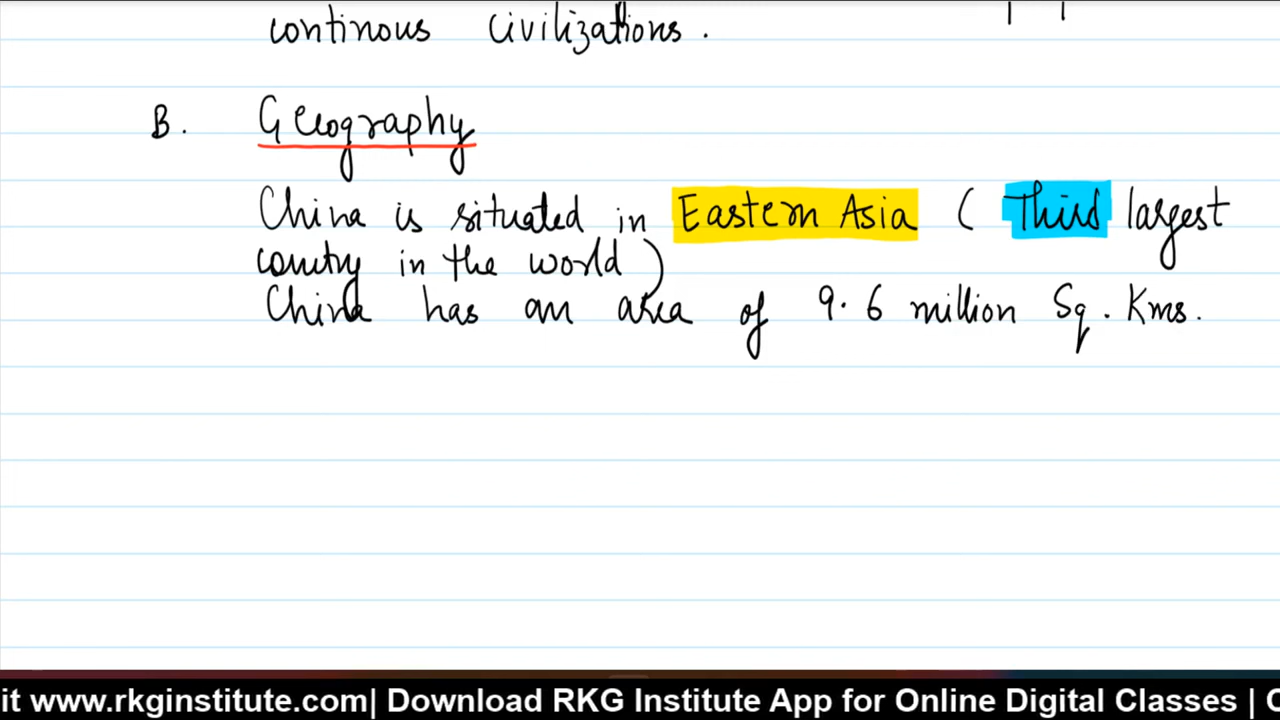 continous civilizations.
B. Geography
China is situated in Eastern Asia ( Third largest
country in the world )
China has an area of 9.6 million Sq. Kms.
it www.rkginstitute.com| Download RKG Institute App for Online Digital Classes |